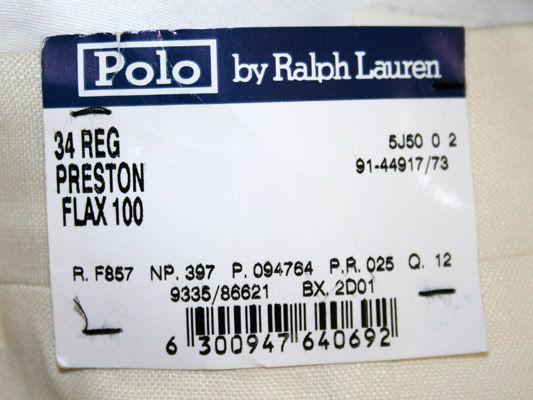 Polo by Ralph Lauren
34 REG
5J50 0 2
PRESTON
91-44917/73
FLAX 100
R. F857 NP. 397 P. 094764 P.R. 025 Q. 12
9335/86621 BX. 2D01
6 300947 640692